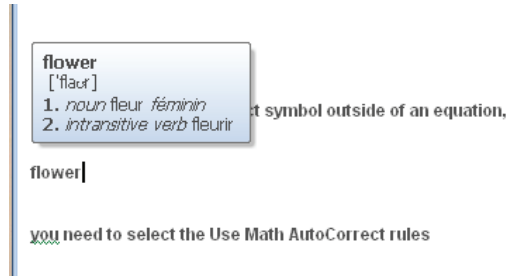 flower
['flaʊr]
1. noun fleur féminin
2. intransitive verb fleurir
t symbol outside of an equation,
flower
you need to select the Use Math AutoCorrect rules